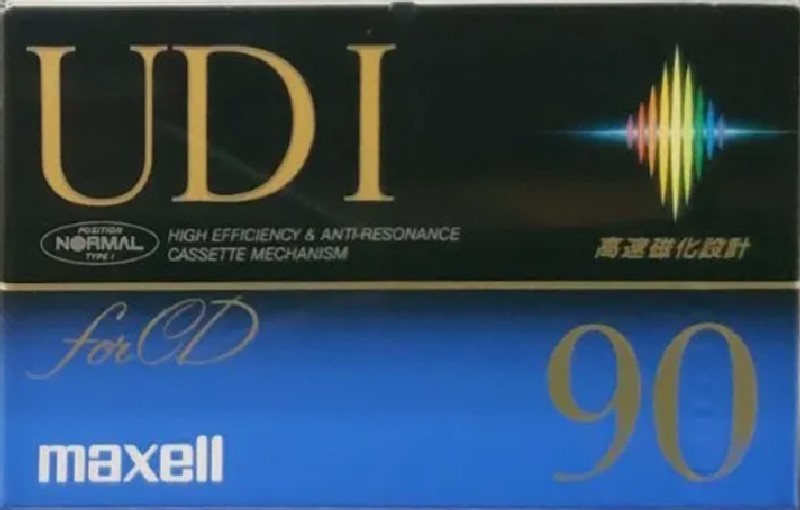 UD I
POSITION
NORMAL
TYPE I
HIGH EFFICIENCY & ANTI-RESONANCE
CASSETTE MECHANISM
高速磁化設計
for CD
90
maxell